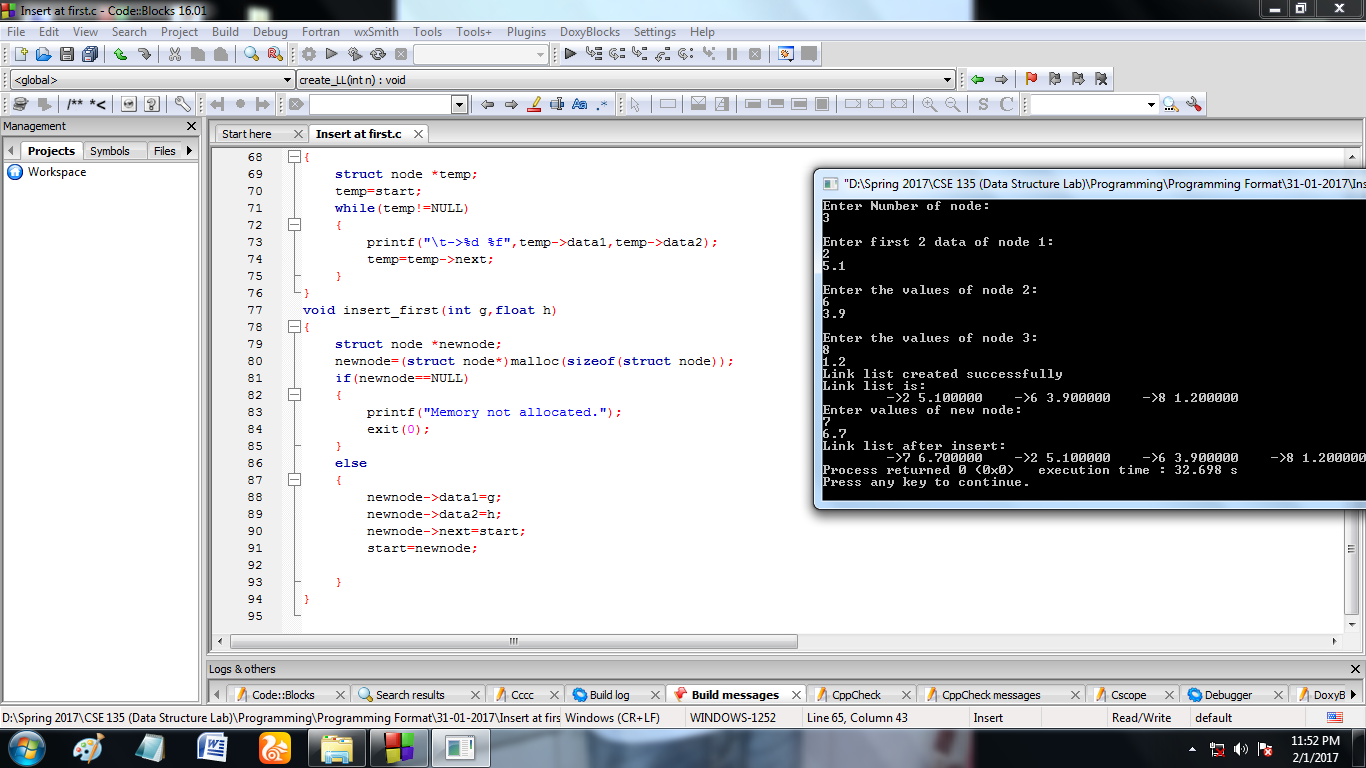 Insert at first.c - Code::Blocks 16.01
File Edit View Search Project Build Debug Fortran wxSmith Tools Tools+ Plugins DoxyBlocks Settings Help
<global> create_LL(int n) : void
/** *<
Management
Projects Symbols Files
Workspace
Start here Insert at first.c
68 {
69 struct node *temp;
70 temp=start;
71 while(temp!=NULL)
72 {
73 printf("\t->%d %f",temp->data1,temp->data2);
74 temp=temp->next;
75 }
76 }
77 void insert_first(int g,float h)
78 {
79 struct node *newnode;
80 newnode=(struct node*)malloc(sizeof(struct node));
81 if(newnode==NULL)
82 {
83 printf("Memory not allocated.");
84 exit(0);
85 }
86 else
87 {
88 newnode->data1=g;
89 newnode->data2=h;
90 newnode->next=start;
91 start=newnode;
92
93 }
94 }
95
"D:\Spring 2017\CSE 135 (Data Structure Lab)\Programming\Programming Format\31-01-2017\Ins
Enter Number of node:
3
Enter first 2 data of node 1:
2
5.1
Enter the values of node 2:
6
3.9
Enter the values of node 3:
8
1.2
Link list created successfully
Link list is:
->2 5.100000 ->6 3.900000 ->8 1.200000
Enter values of new node:
7
6.7
Link list after insert:
->7 6.700000 ->2 5.100000 ->6 3.900000 ->8 1.200000
Process returned 0 (0x0) execution time : 32.698 s
Press any key to continue.
Logs & others
Code::Blocks Search results Cccc Build log Build messages CppCheck CppCheck messages Cscope Debugger DoxyB
D:\Spring 2017\CSE 135 (Data Structure Lab)\Programming\Programming Format\31-01-2017\Insert at firs Windows (CR+LF) WINDOWS-1252 Line 65, Column 43 Insert Read/Write default
11:52 PM
2/1/2017